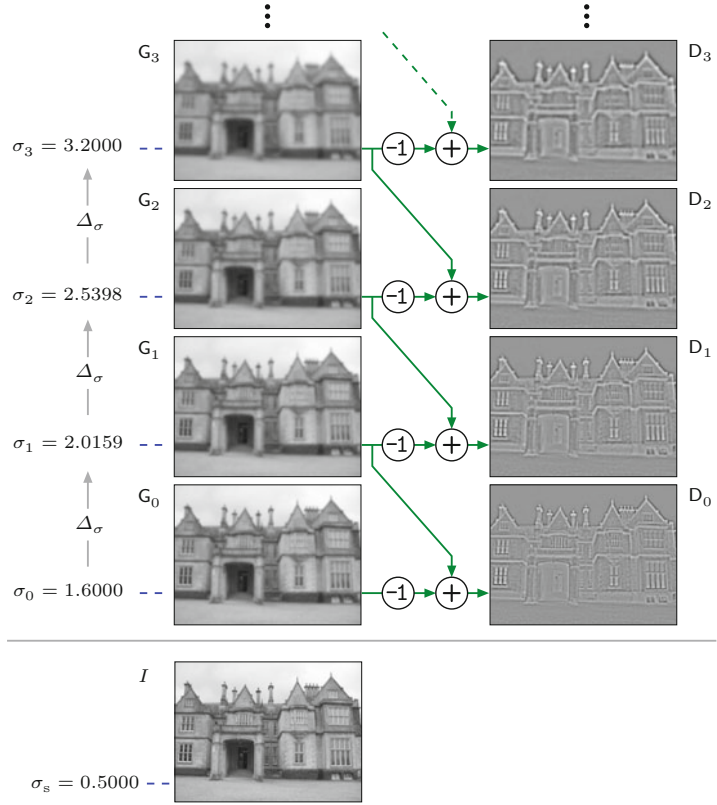 ⋮ ⋮
G₃ D₃
σ₃ = 3.2000 −1 +
Δσ
G₂ D₂
σ₂ = 2.5398 −1 +
Δσ
G₁ D₁
σ₁ = 2.0159 −1 +
Δσ
G₀ D₀
σ₀ = 1.6000 −1 +
I
σₛ = 0.5000